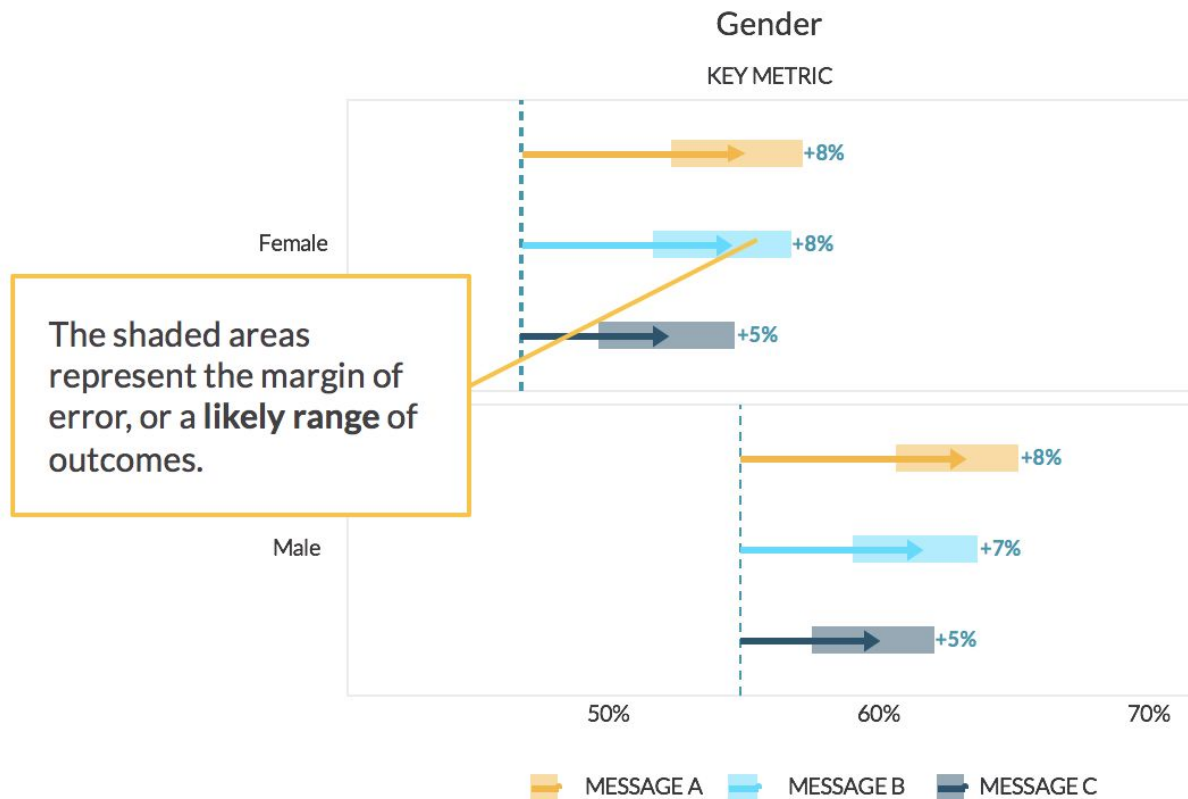 Gender
KEY METRIC
+8%
Female
+8%
+5%
The shaded areas
represent the margin of
error, or a likely range of
outcomes.
+8%
Male
+7%
+5%
50%
60%
70%
MESSAGE A
MESSAGE B
MESSAGE C